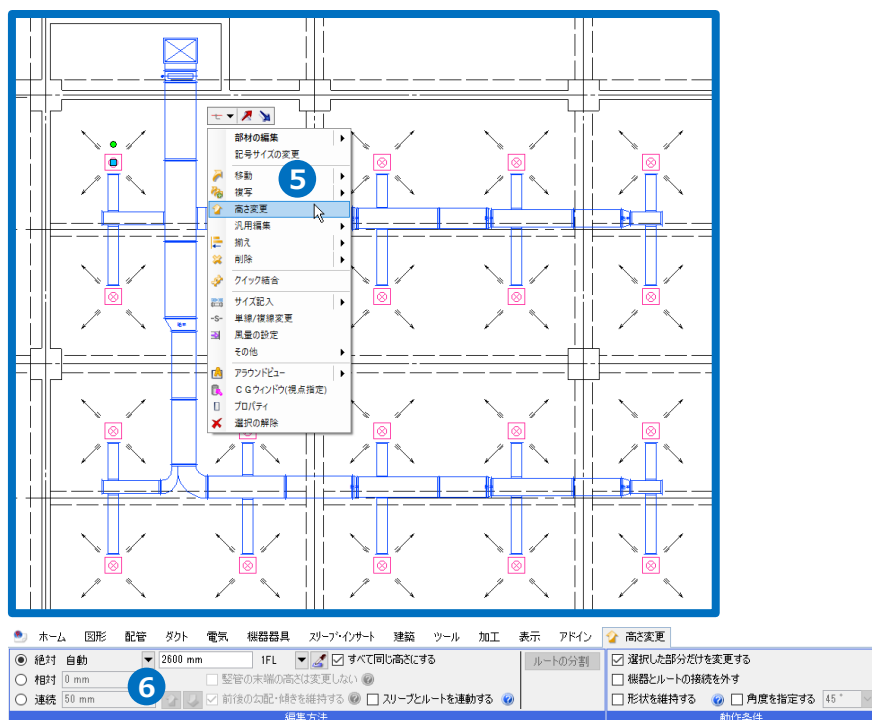 部材の編集
記号サイズの変更
移動
5
複写
高さ変更
汎用編集
揃え
削除
クイック結合
サイズ記入
-S- 単線/複線変更
風量の設定
その他
アラウンドビュー
CGウィンドウ(視点指定)
プロパティ
選択の解除
ホーム 図形 配管 ダクト 電気 機器器具 スリーブ・インサート 建築 ツール 加工 表示 アドイン 高さ変更
絶対 自動 2600 mm 1FL すべて同じ高さにする ルートの分割 選択した部分だけを変更する
相対 0 mm 6 竪管の末端の高さは変更しない 機器とルートの接続を外す
連続 50 mm 前後の勾配・傾きを維持する スリーブとルートを連動する 形状を維持する 角度を指定する 45°
編集方法 動作条件